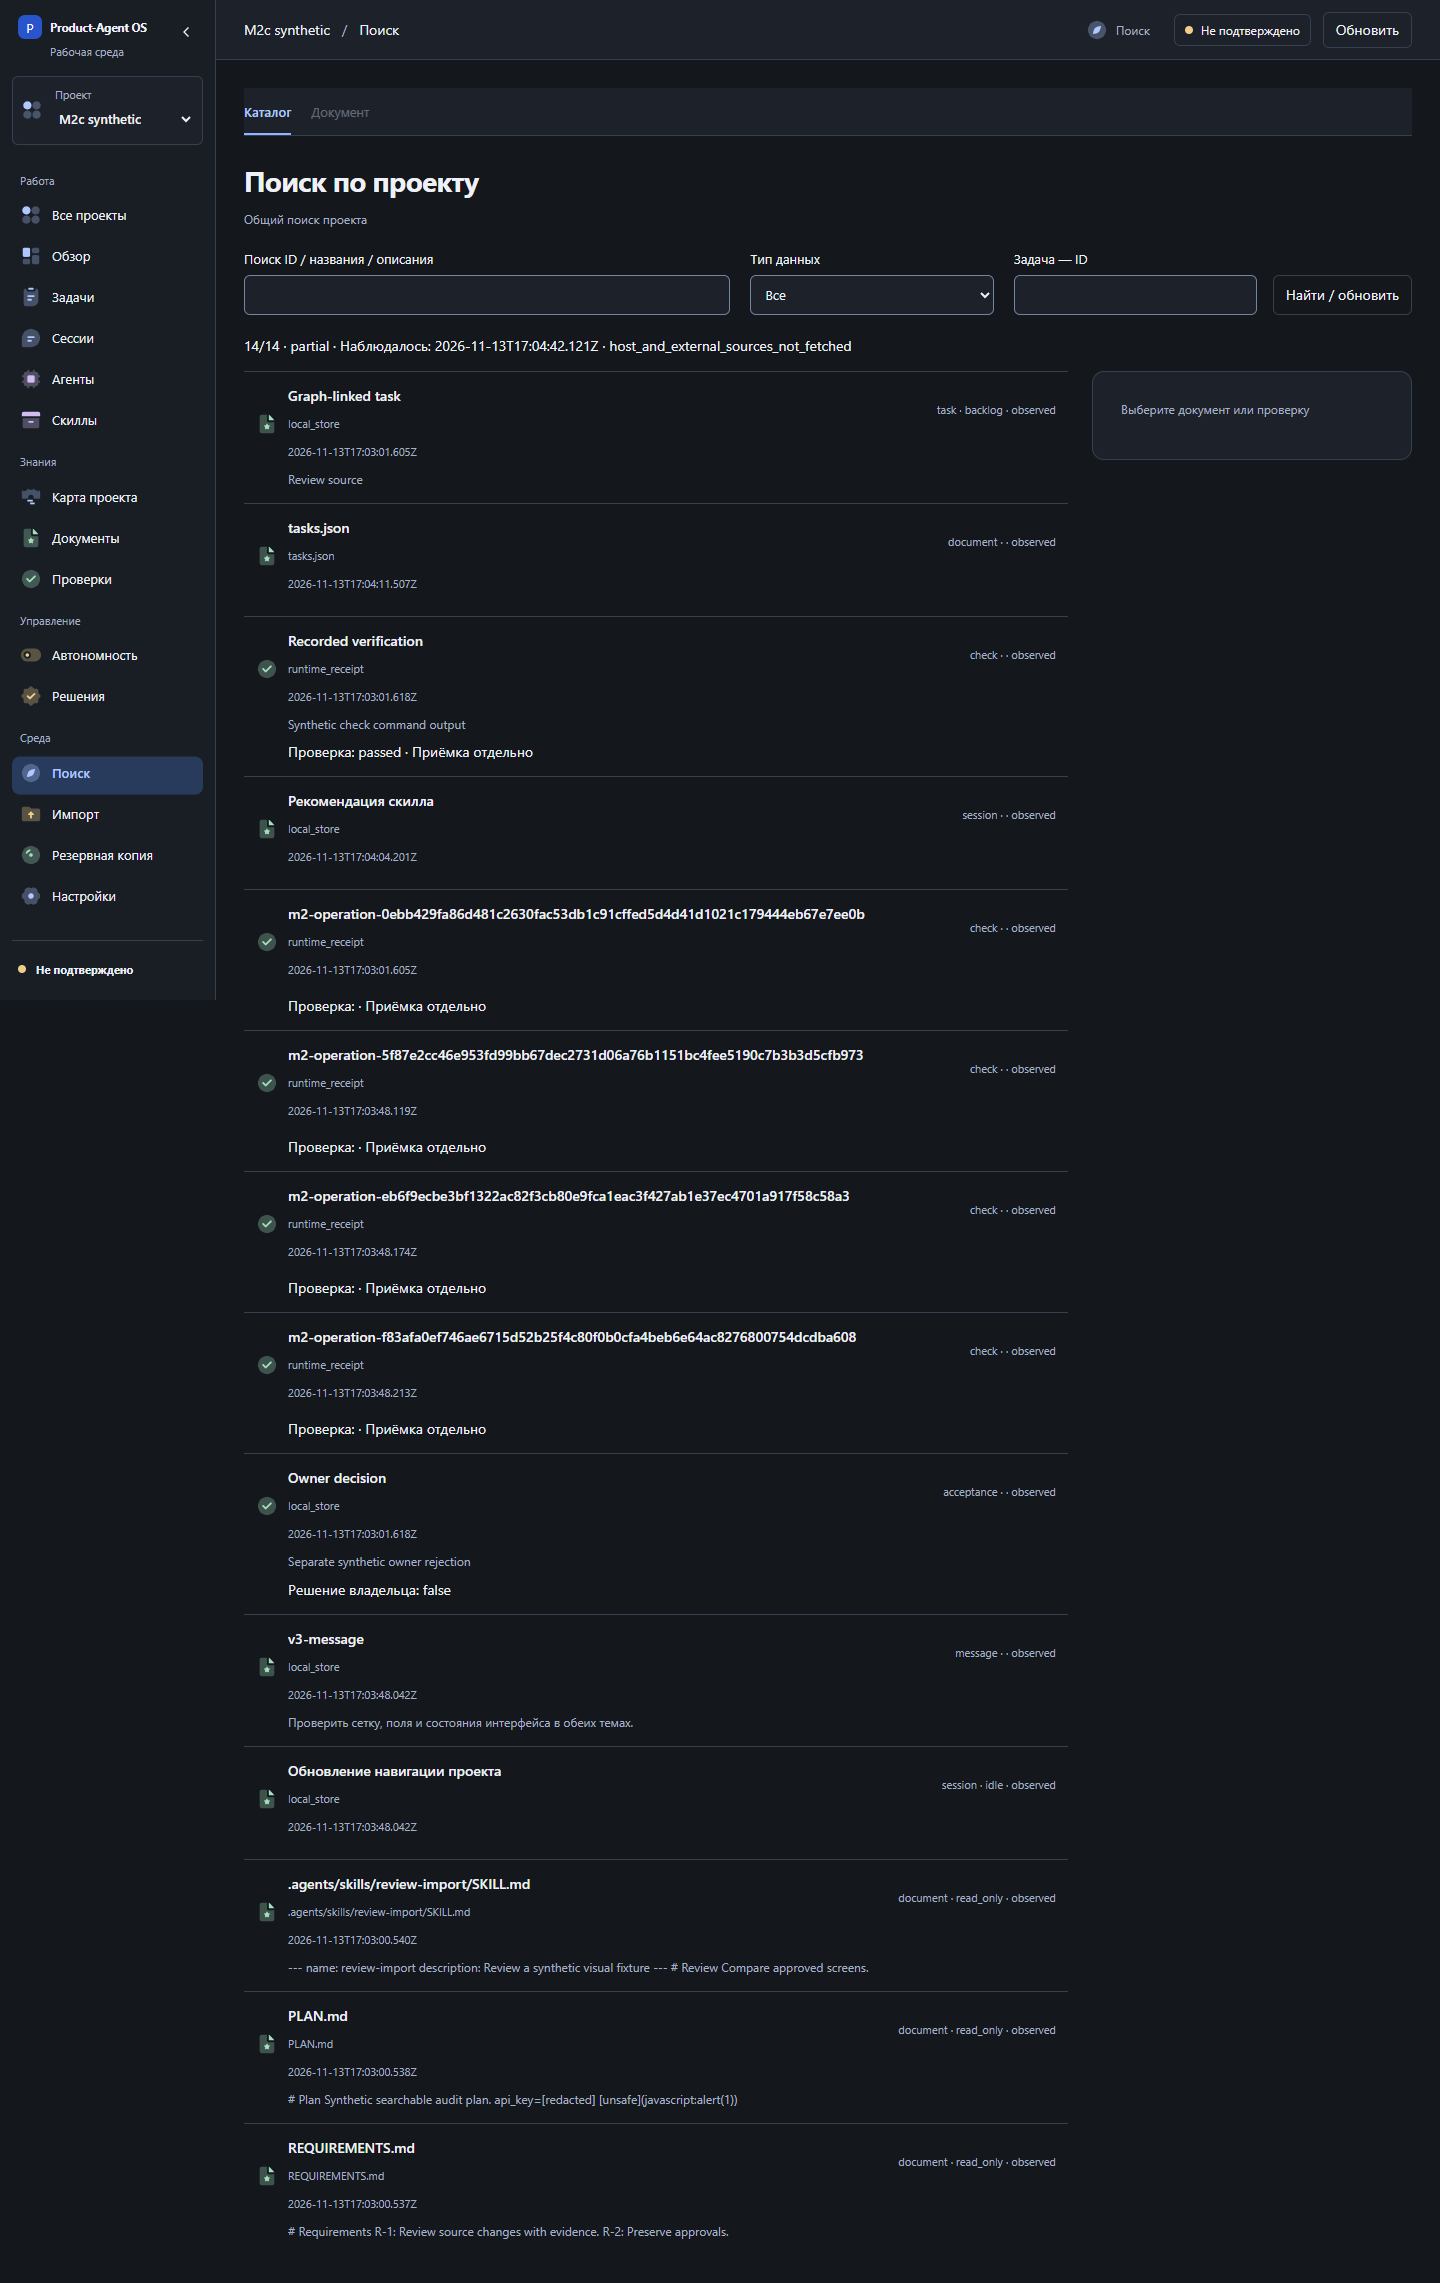 P Product-Agent OS
Рабочая среда
Проект
M2c synthetic
Работа
Все проекты
Обзор
Задачи
Сессии
Агенты
Скиллы
Знания
Карта проекта
Документы
Проверки
Управление
Автономность
Решения
Среда
Поиск
Импорт
Резервная копия
Настройки
Не подтверждено
M2c synthetic / Поиск
Поиск
Не подтверждено
Обновить
Каталог Документ
Поиск по проекту
Общий поиск проекта
Поиск ID / названия / описания
Тип данных
Все
Задача — ID
Найти / обновить
14/14 · partial · Наблюдалось: 2026-11-13T17:04:42.121Z · host_and_external_sources_not_fetched
Graph-linked task
local_store
2026-11-13T17:03:01.605Z
Review source
task · backlog · observed
tasks.json
tasks.json
2026-11-13T17:04:11.507Z
document · · observed
Recorded verification
runtime_receipt
2026-11-13T17:03:01.618Z
Synthetic check command output
Проверка: passed · Приёмка отдельно
check · · observed
Рекомендация скилла
local_store
2026-11-13T17:04:04.201Z
session · · observed
m2-operation-0ebb429fa86d481c2630fac53db1c91cffed5d4d41d1021c179444eb67e7ee0b
runtime_receipt
2026-11-13T17:03:01.605Z
Проверка: · Приёмка отдельно
check · · observed
m2-operation-5f87e2cc46e953fd99bb67dec2731d06a76b1151bc4fee5190c7b3b3d5cfb973
runtime_receipt
2026-11-13T17:03:48.119Z
Проверка: · Приёмка отдельно
check · · observed
m2-operation-eb6f9ecbe3bf1322ac82f3cb80e9fca1eac3f427ab1e37ec4701a917f58c58a3
runtime_receipt
2026-11-13T17:03:48.174Z
Проверка: · Приёмка отдельно
check · · observed
m2-operation-f83afa0ef746ae6715d52b25f4c80f0b0cfa4beb6e64ac8276800754dcdba608
runtime_receipt
2026-11-13T17:03:48.213Z
Проверка: · Приёмка отдельно
check · · observed
Owner decision
local_store
2026-11-13T17:03:01.618Z
Separate synthetic owner rejection
Решение владельца: false
acceptance · · observed
v3-message
local_store
2026-11-13T17:03:48.042Z
Проверить сетку, поля и состояния интерфейса в обеих темах.
message · · observed
Обновление навигации проекта
local_store
2026-11-13T17:03:48.042Z
session · idle · observed
.agents/skills/review-import/SKILL.md
.agents/skills/review-import/SKILL.md
2026-11-13T17:03:00.540Z
--- name: review-import description: Review a synthetic visual fixture --- # Review Compare approved screens.
document · read_only · observed
PLAN.md
PLAN.md
2026-11-13T17:03:00.538Z
# Plan Synthetic searchable audit plan. api_key=[redacted] [unsafe](javascript:alert(1))
document · read_only · observed
REQUIREMENTS.md
REQUIREMENTS.md
2026-11-13T17:03:00.537Z
# Requirements R-1: Review source changes with evidence. R-2: Preserve approvals.
document · read_only · observed
Выберите документ или проверку